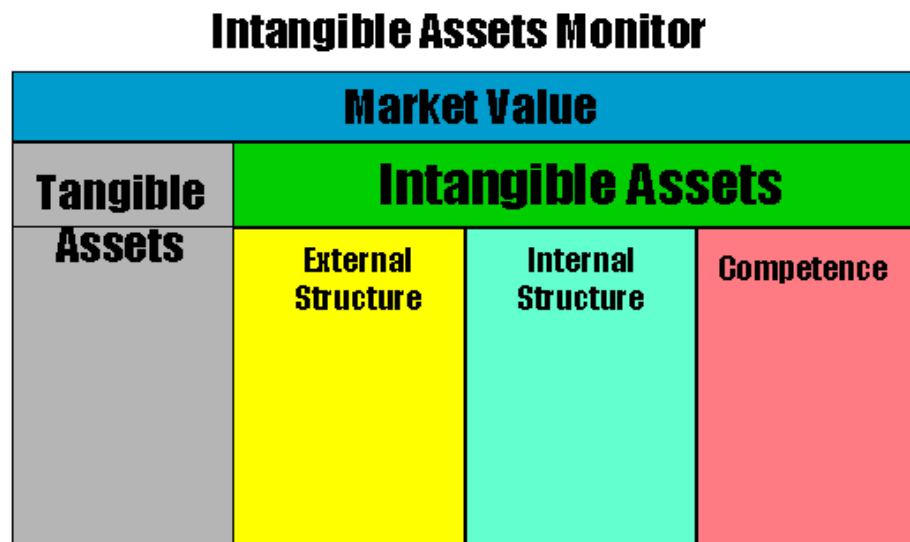 Intangible Assets Monitor
Market Value
Tangible
Assets
Intangible Assets
External
Structure
Internal
Structure
Competence